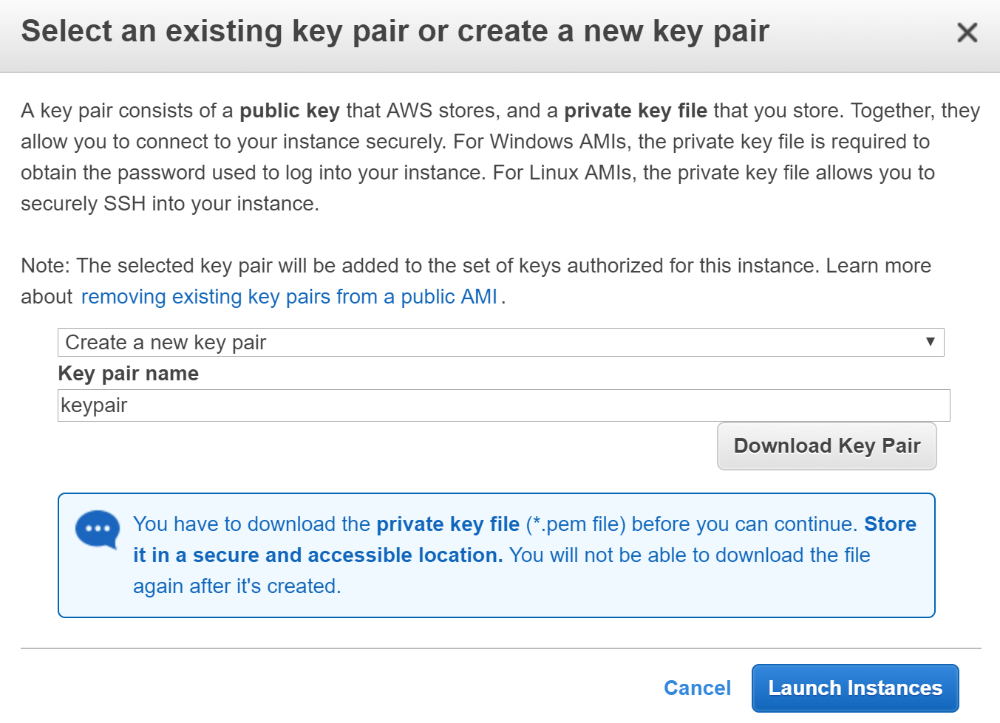 Select an existing key pair or create a new key pair
A key pair consists of a public key that AWS stores, and a private key file that you store. Together, they
allow you to connect to your instance securely. For Windows AMIs, the private key file is required to
obtain the password used to log into your instance. For Linux AMIs, the private key file allows you to
securely SSH into your instance.
Note: The selected key pair will be added to the set of keys authorized for this instance. Learn more
about removing existing key pairs from a public AMI.
Create a new key pair
Key pair name
keypair
Download Key Pair
You have to download the private key file (*.pem file) before you can continue. Store
it in a secure and accessible location. You will not be able to download the file
again after it's created.
Cancel
Launch Instances